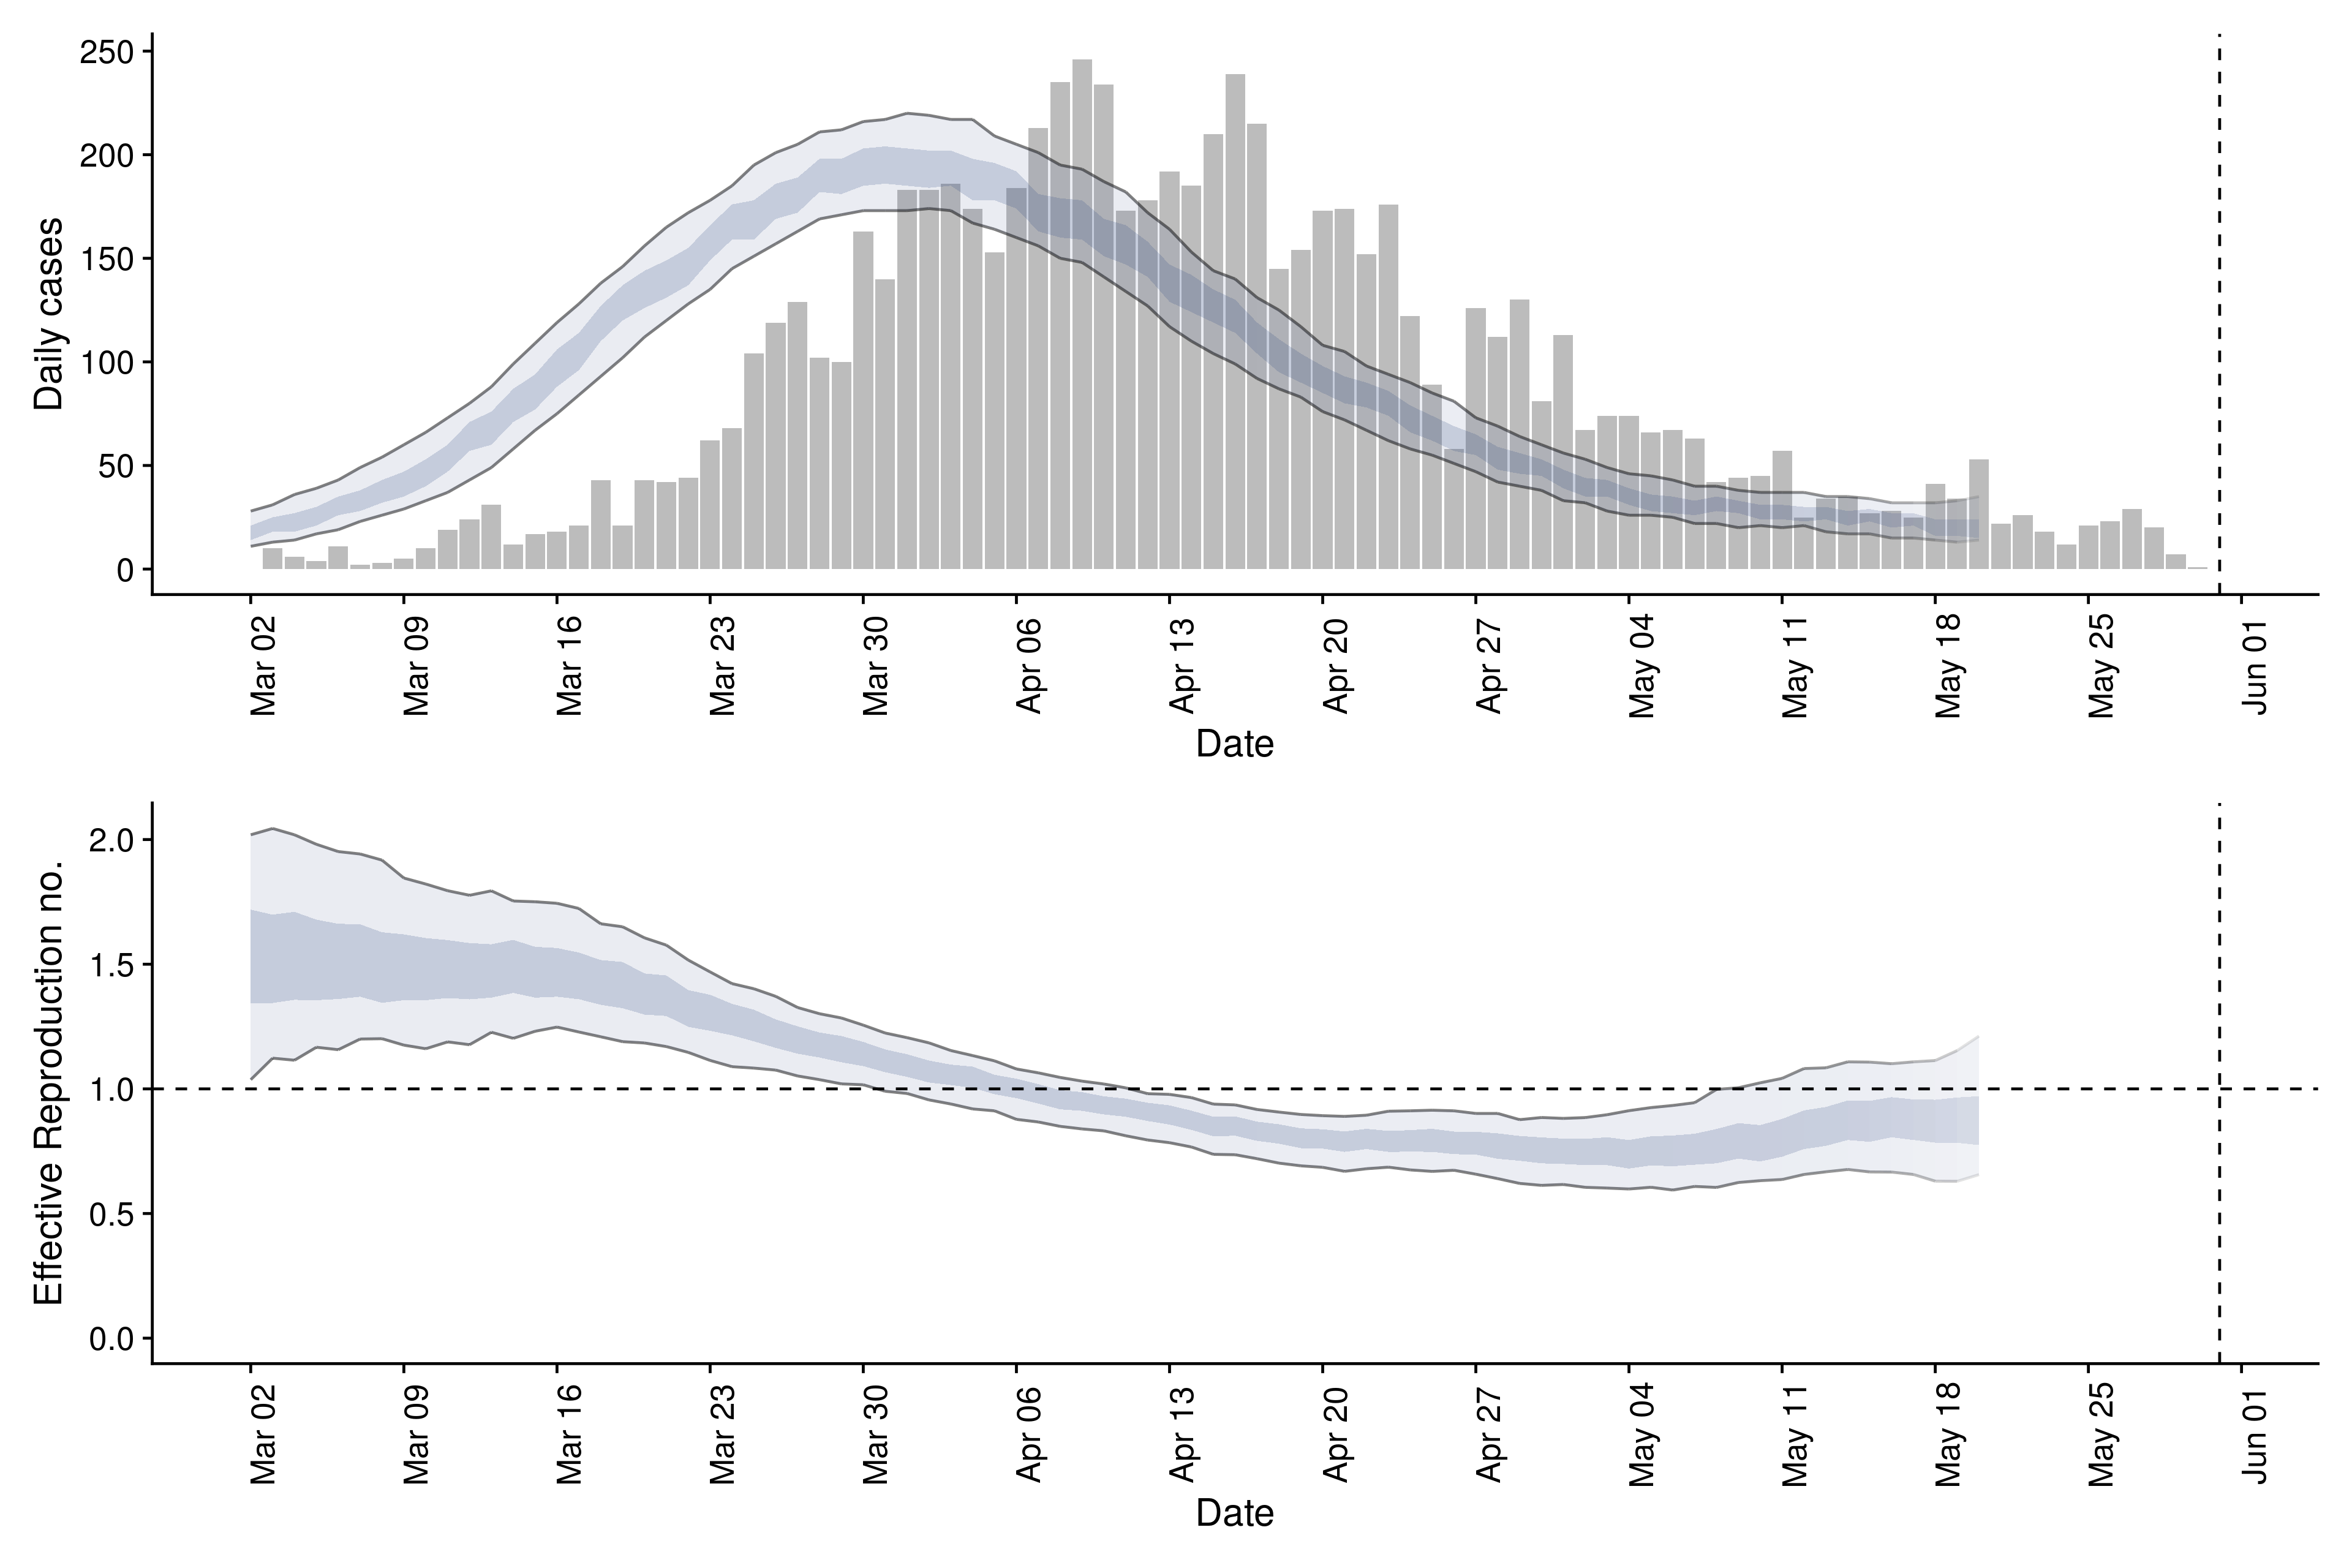 Daily cases
250
200
150
100
50
0
Mar 02
Mar 09
Mar 16
Mar 23
Mar 30
Apr 06
Apr 13
Apr 20
Apr 27
May 04
May 11
May 18
May 25
Jun 01
Date
Effective Reproduction no.
2.0
1.5
1.0
0.5
0.0
Mar 02
Mar 09
Mar 16
Mar 23
Mar 30
Apr 06
Apr 13
Apr 20
Apr 27
May 04
May 11
May 18
May 25
Jun 01
Date